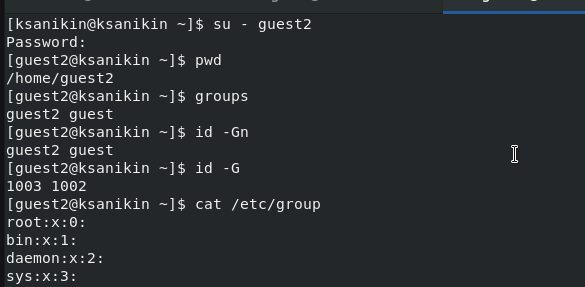 [ksanikin@ksanikin ~]$ su - guest2
Password:
[guest2@ksanikin ~]$ pwd
/home/guest2
[guest2@ksanikin ~]$ groups
guest2 guest
[guest2@ksanikin ~]$ id -Gn
guest2 guest
[guest2@ksanikin ~]$ id -G
1003 1002
[guest2@ksanikin ~]$ cat /etc/group
root:x:0:
bin:x:1:
daemon:x:2:
sys:x:3: